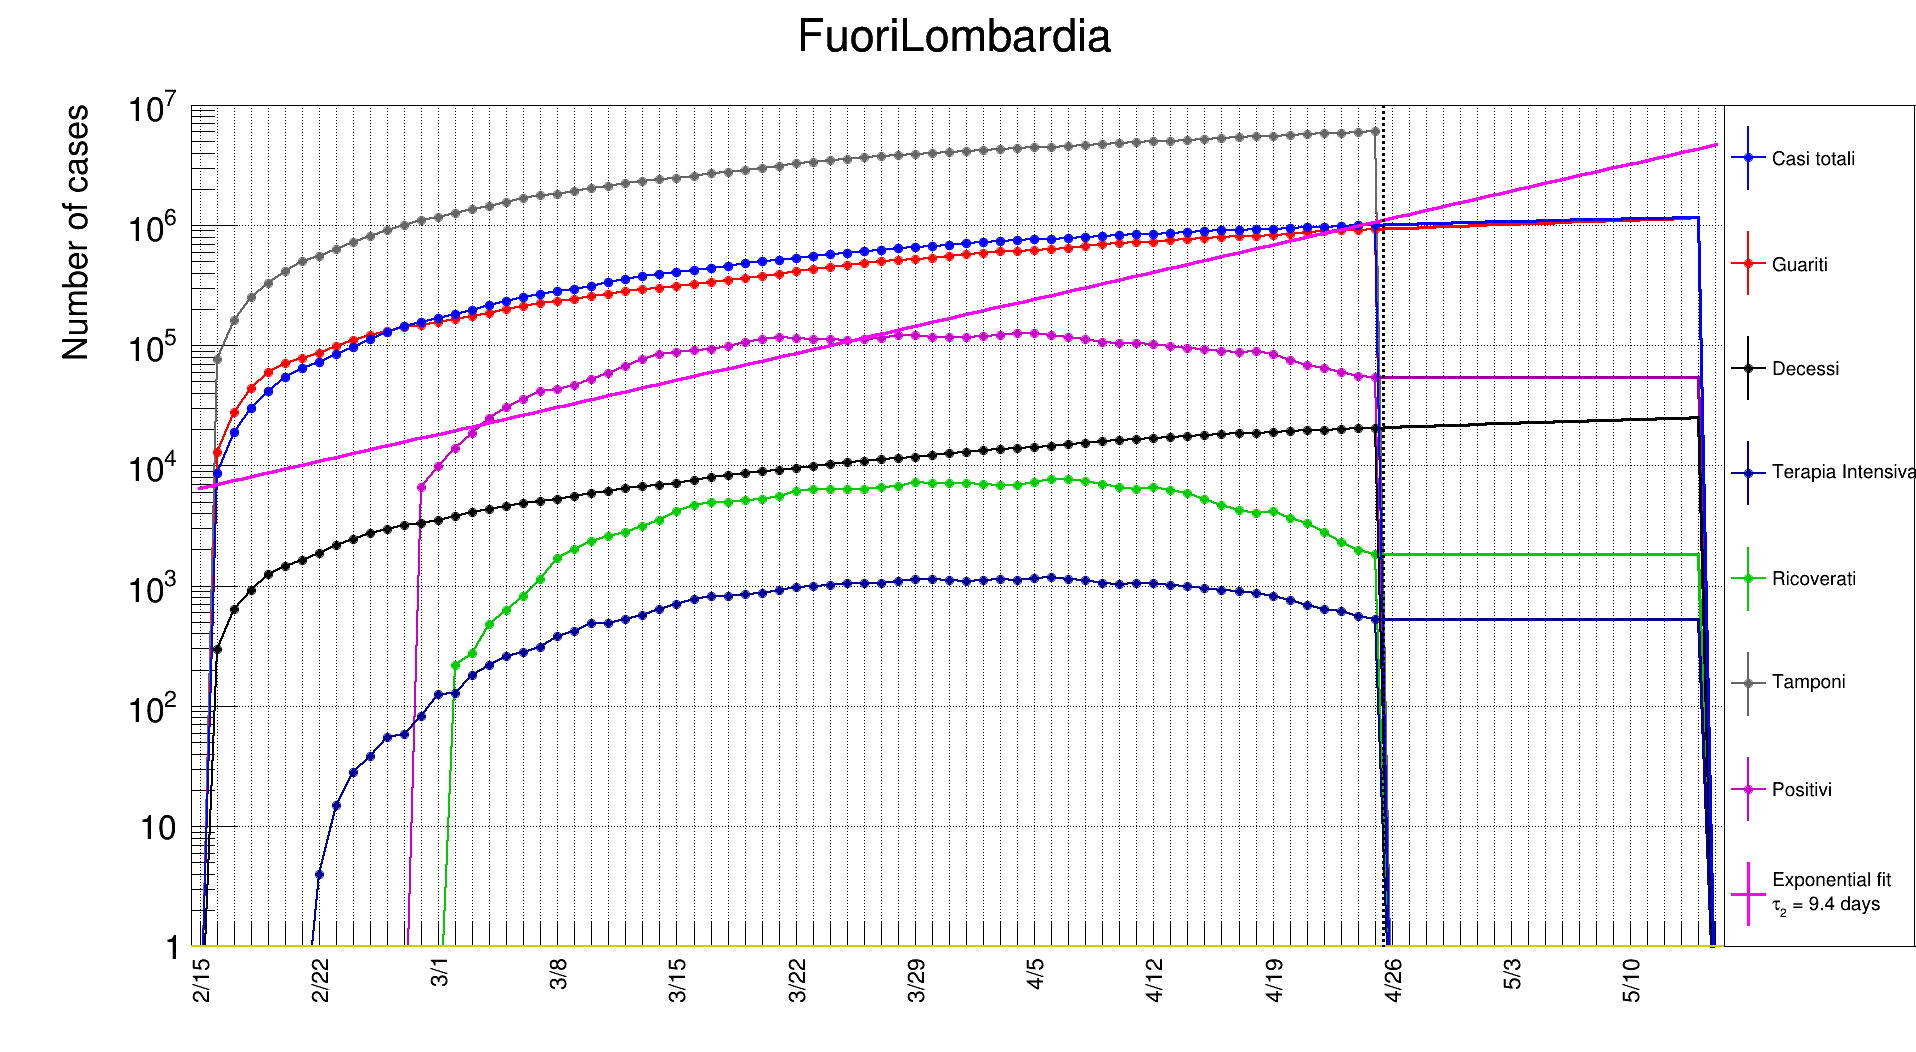 FuoriLombardia
Number of cases
10^7
10^6
10^5
10^4
10^3
10^2
10
1
2/15
2/22
3/1
3/8
3/15
3/22
3/29
4/5
4/12
4/19
4/26
5/3
5/10
Casi totali
Guariti
Decessi
Terapia Intensiva
Ricoverati
Tamponi
Positivi
Exponential fit
τ_2 = 9.4 days